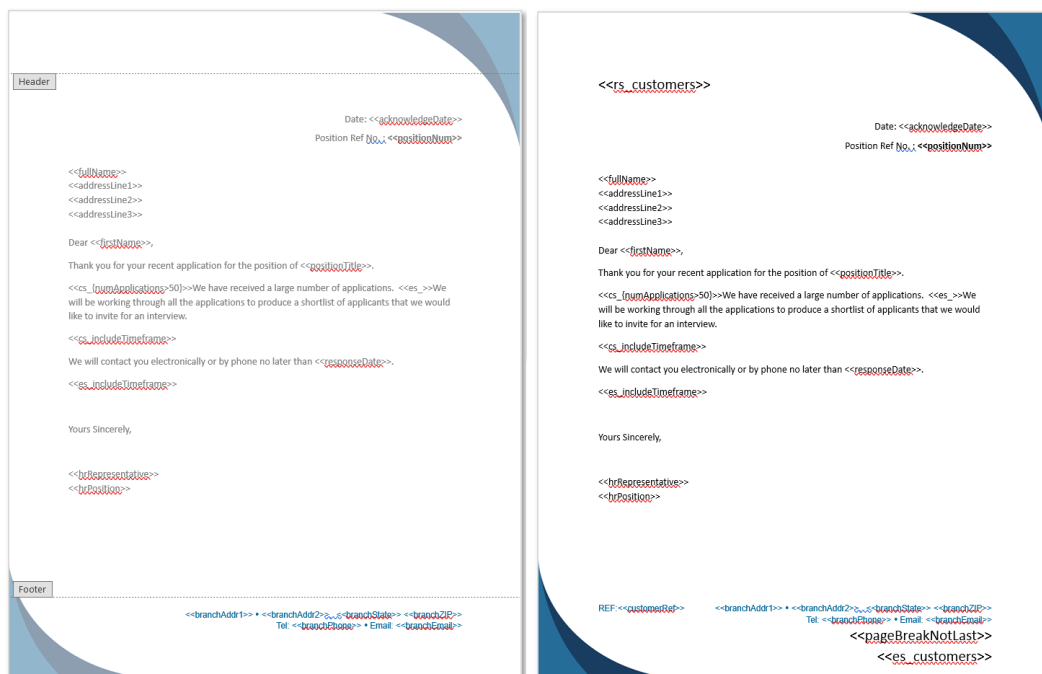 Header
Date: <<acknowledgeDate>>
Position Ref No. : <<positionNum>>
<<fullName>>
<<addressLine1>>
<<addressLine2>>
<<addressLine3>>
Dear <<firstName>>,
Thank you for your recent application for the position of <<positionTitle>>.
<<cs_{numApplications>50}>>We have received a large number of applications.  <<es_>>We
will be working through all the applications to produce a shortlist of applicants that we would
like to invite for an interview.
<<cs_includeTimeframe>>
We will contact you electronically or by phone no later than <<responseDate>>.
<<es_includeTimeframe>>
Yours Sincerely,
<<hrRepresentative>>
<<hrPosition>>
Footer
<<branchAddr1>> • <<branchAddr2>>, <<branchState>> <<branchZIP>>
Tel: <<branchPhone>> • Email: <<branchEmail>>
<<rs_customers>>
Date: <<acknowledgeDate>>
Position Ref No. : <<positionNum>>
<<fullName>>
<<addressLine1>>
<<addressLine2>>
<<addressLine3>>
Dear <<firstName>>,
Thank you for your recent application for the position of <<positionTitle>>.
<<cs_{numApplications>50}>>We have received a large number of applications.  <<es_>>We
will be working through all the applications to produce a shortlist of applicants that we would
like to invite for an interview.
<<cs_includeTimeframe>>
We will contact you electronically or by phone no later than <<responseDate>>.
<<es_includeTimeframe>>
Yours Sincerely,
<<hrRepresentative>>
<<hrPosition>>
REF:<<customerRef>> <<branchAddr1>> • <<branchAddr2>>, <<branchState>> <<branchZIP>>
Tel: <<branchPhone>> • Email: <<branchEmail>>
<<pageBreakNotLast>>
<<es_customers>>